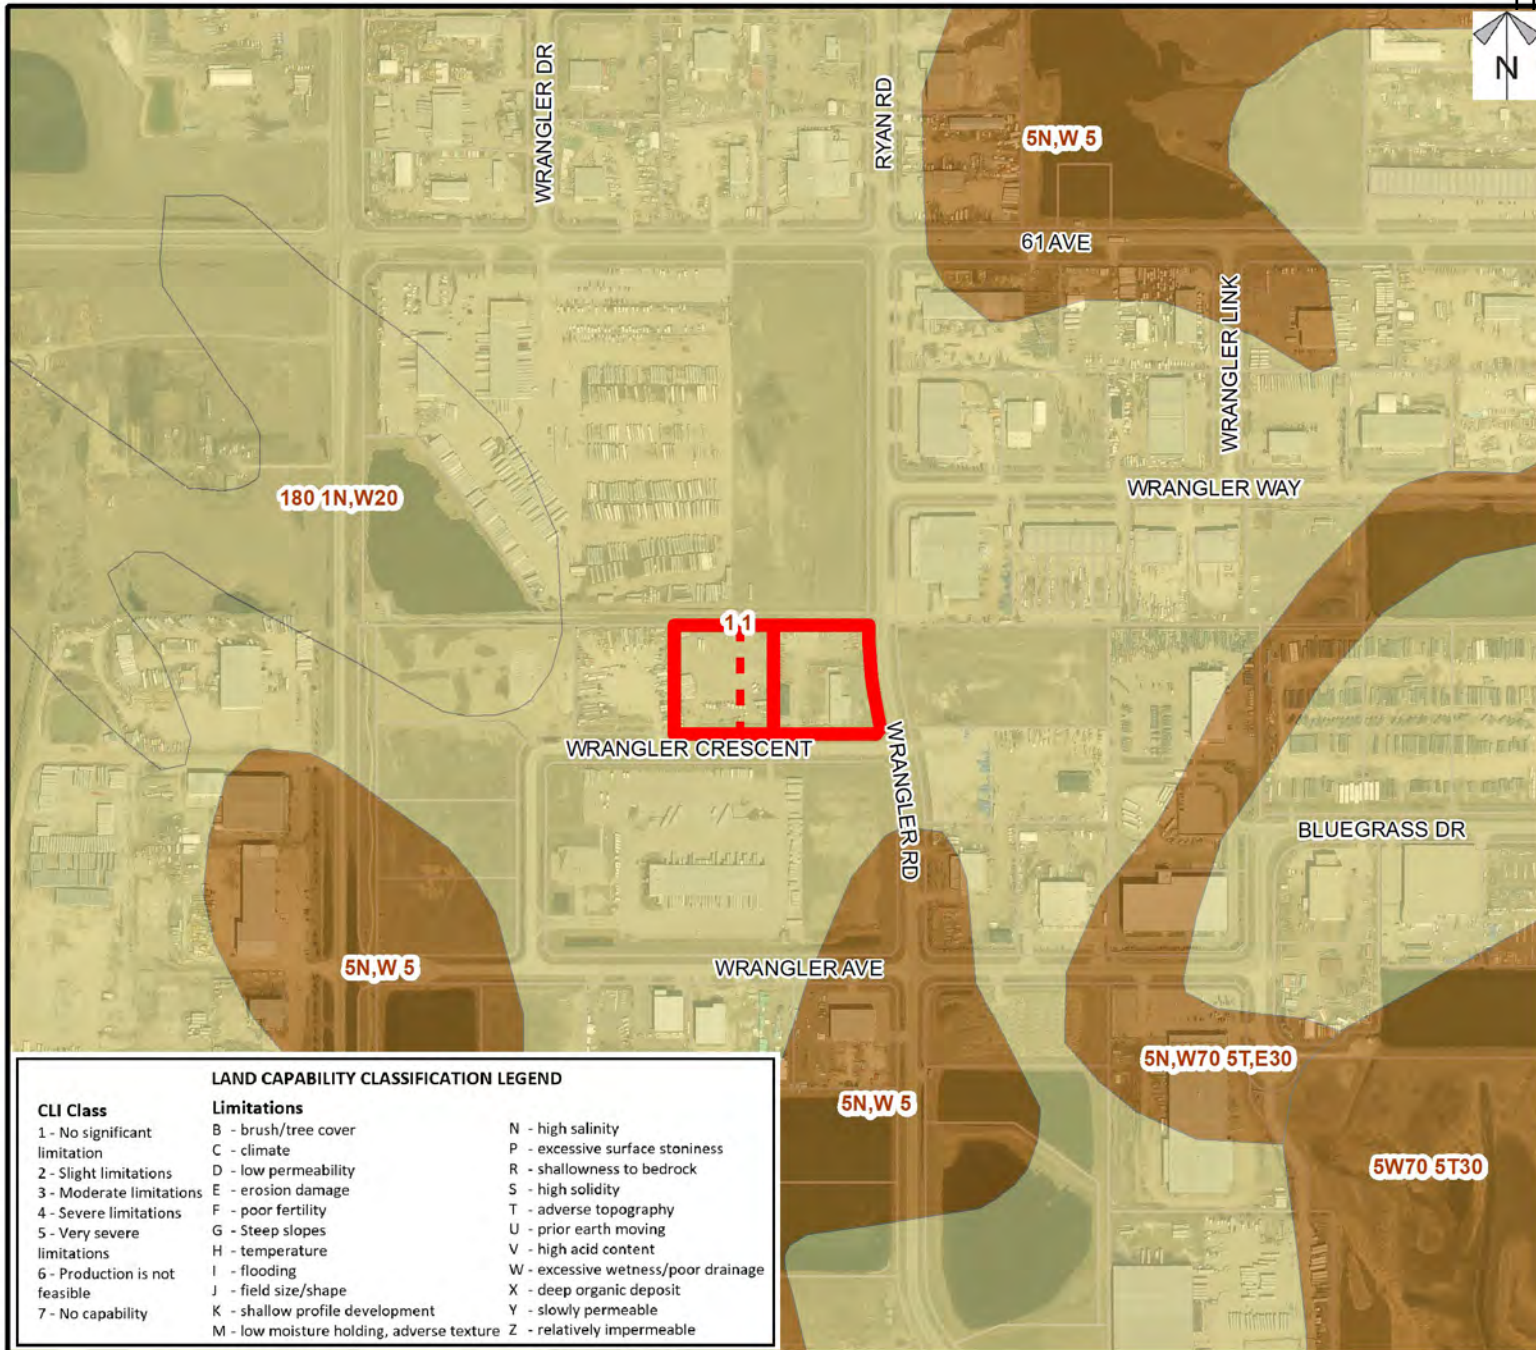 N
WRANGLER DR
RYAN RD
5N,W 5
61 AVE
WRANGLER LINK
180 1N,W20
WRANGLER WAY
1 1
WRANGLER CRESCENT
WRANGLER RD
BLUEGRASS DR
5N,W 5
WRANGLER AVE
5N,W70 5T,E30
5N,W 5
5W70 5T30
LAND CAPABILITY CLASSIFICATION LEGEND
CLI Class
1 - No significant
limitation
2 - Slight limitations
3 - Moderate limitations
4 - Severe limitations
5 - Very severe
limitations
6 - Production is not
feasible
7 - No capability
Limitations
B - brush/tree cover
C - climate
D - low permeability
E - erosion damage
F - poor fertility
G - Steep slopes
H - temperature
I - flooding
J - field size/shape
K - shallow profile development
M - low moisture holding, adverse texture
N - high salinity
P - excessive surface stoniness
R - shallowness to bedrock
S - high solidity
T - adverse topography
U - prior earth moving
V - high acid content
W - excessive wetness/poor drainage
X - deep organic deposit
Y - slowly permeable
Z - relatively impermeable